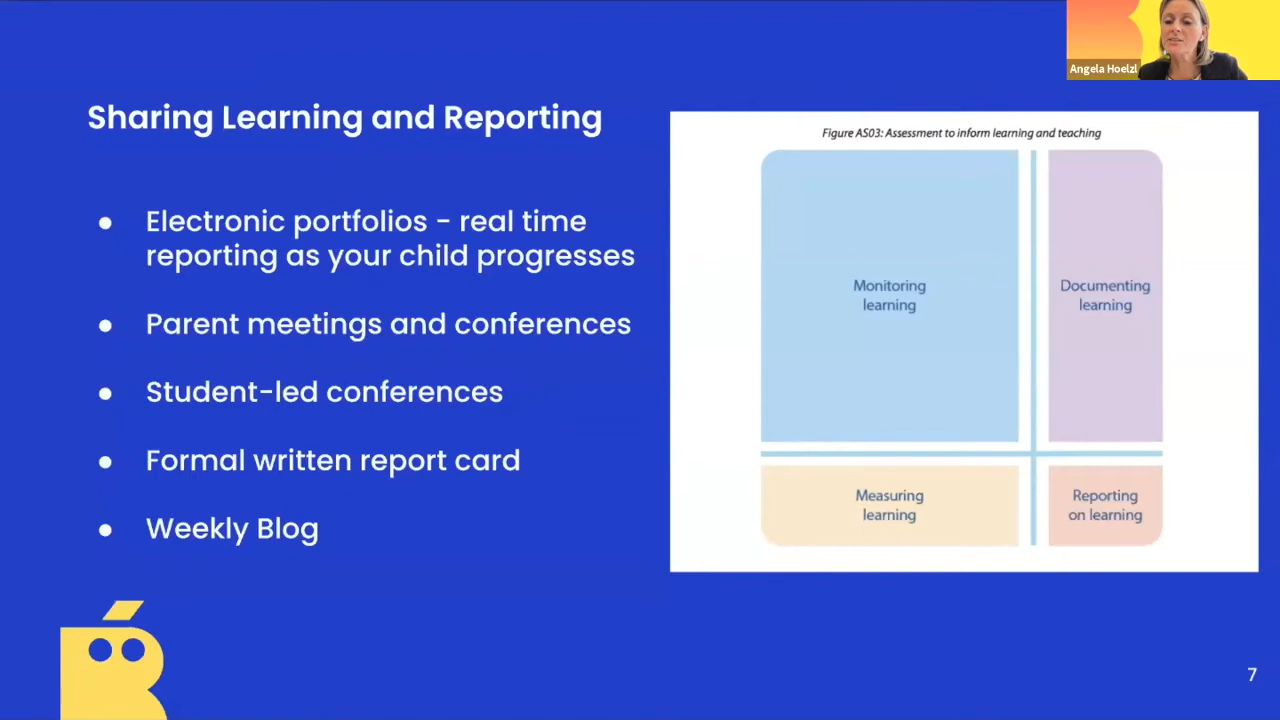 Angela Hoelzl
Sharing Learning and Reporting
● Electronic portfolios - real time
reporting as your child progresses
● Parent meetings and conferences
● Student-led conferences
● Formal written report card
● Weekly Blog
Figure AS03: Assessment to inform learning and teaching
Monitoring
learning
Documenting
learning
Measuring
learning
Reporting
on learning
7